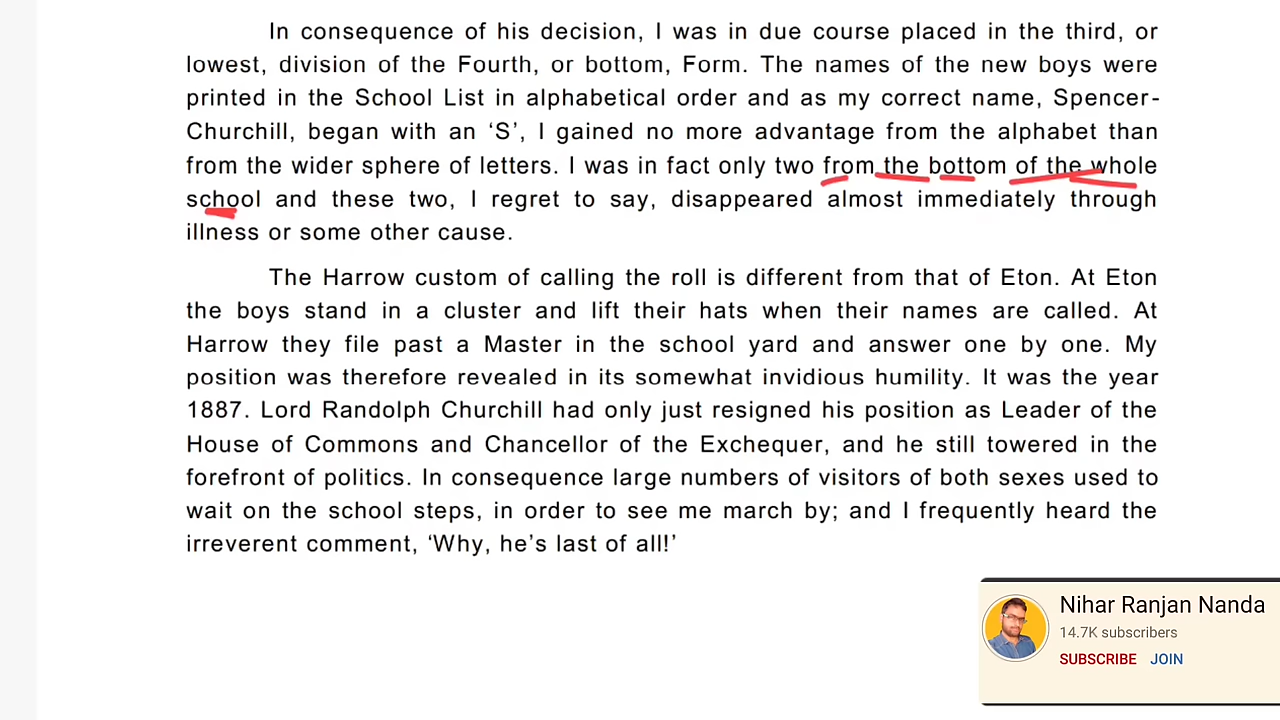 In consequence of his decision, I was in due course placed in the third, or
lowest, division of the Fourth, or bottom, Form. The names of the new boys were
printed in the School List in alphabetical order and as my correct name, Spencer-
Churchill, began with an ‘S’, I gained no more advantage from the alphabet than
from the wider sphere of letters. I was in fact only two from the bottom of the whole
school and these two, I regret to say, disappeared almost immediately through
illness or some other cause.
The Harrow custom of calling the roll is different from that of Eton. At Eton
the boys stand in a cluster and lift their hats when their names are called. At
Harrow they file past a Master in the school yard and answer one by one. My
position was therefore revealed in its somewhat invidious humility. It was the year
1887. Lord Randolph Churchill had only just resigned his position as Leader of the
House of Commons and Chancellor of the Exchequer, and he still towered in the
forefront of politics. In consequence large numbers of visitors of both sexes used to
wait on the school steps, in order to see me march by; and I frequently heard the
irreverent comment, ‘Why, he’s last of all!’
Nihar Ranjan Nanda
14.7K subscribers
SUBSCRIBE JOIN